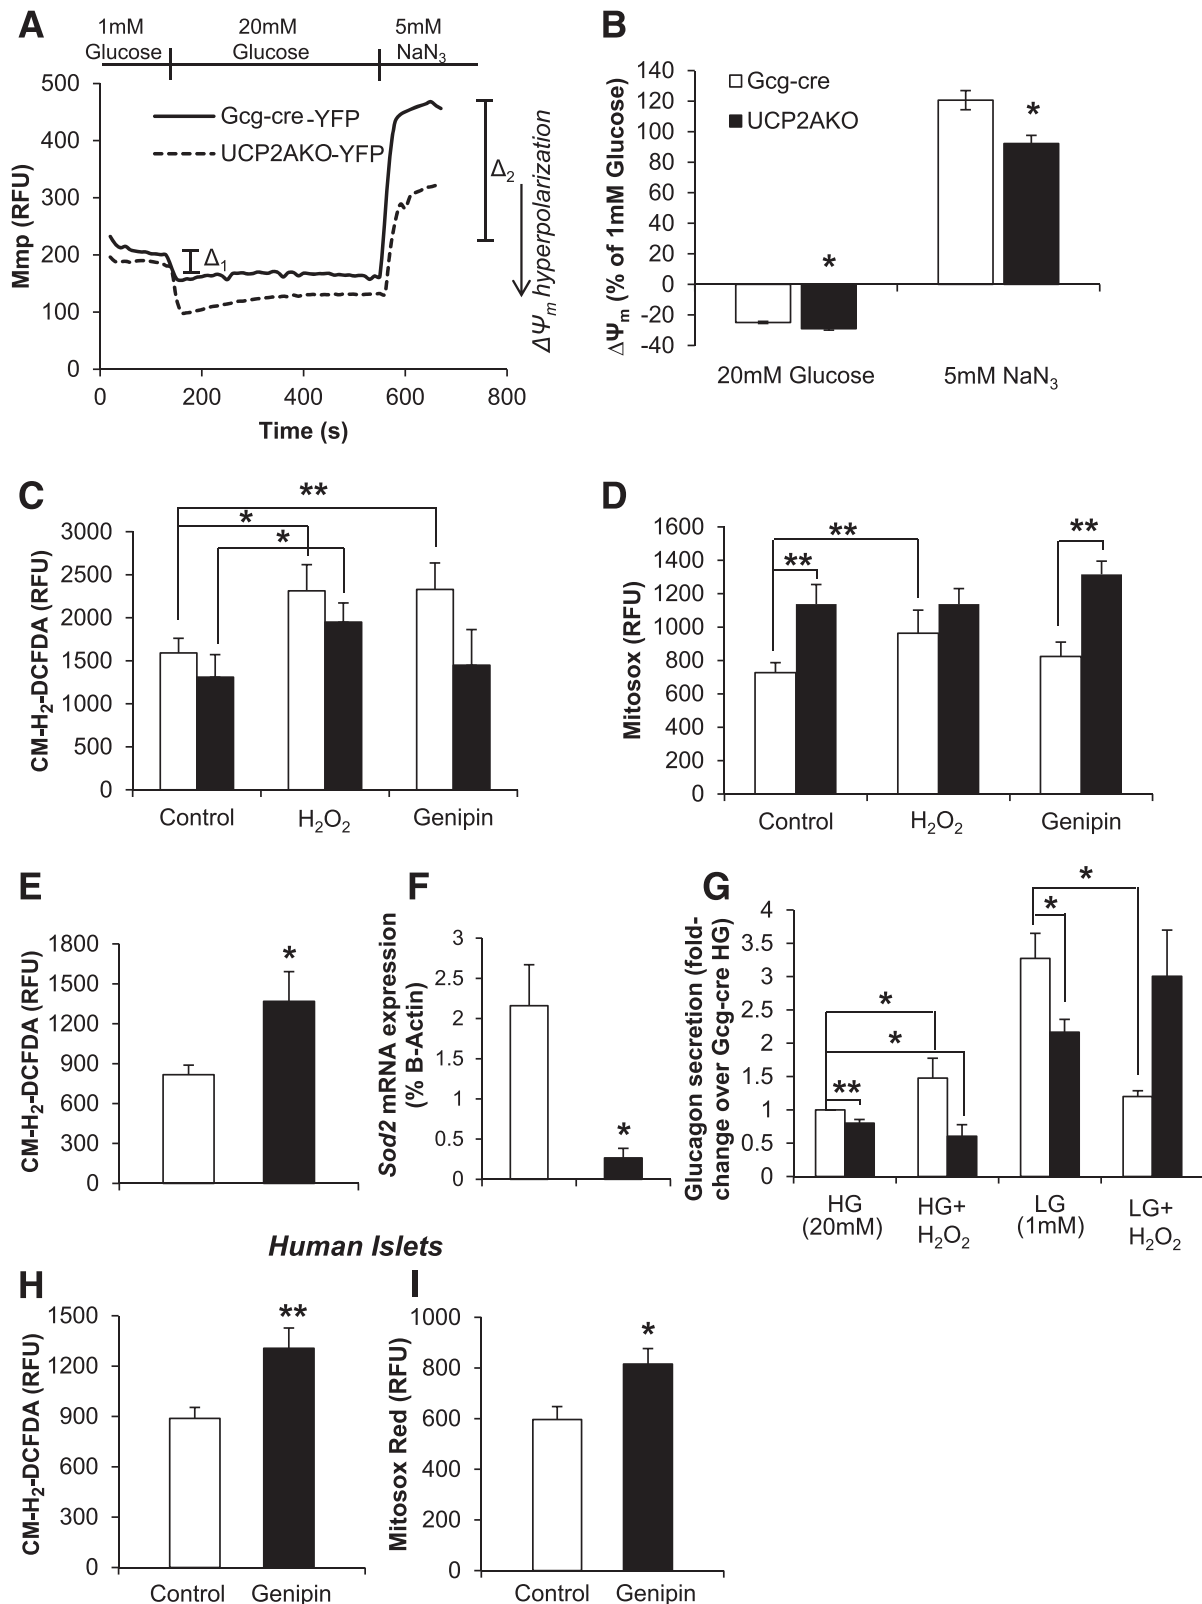 A
1mM
Glucose
20mM
Glucose
5mM
NaN3
500
400
300
200
100
0
Mmp (RFU)
Gcg-cre-YFP
UCP2AKO-YFP
Δ1
Δ2
ΔΨm hyperpolarization
0 200 400 600 800
Time (s)
B
140
120
100
80
60
40
20
0
-20
-40
ΔΨm (% of 1mM Glucose)
Gcg-cre
UCP2AKO
*
*
20mM Glucose 5mM NaN3
C
3000
2500
2000
1500
1000
500
0
CM-H2-DCFDA (RFU)
**
*
*
Control H2O2 Genipin
D
1600
1400
1200
1000
800
600
400
200
0
Mitosox (RFU)
**
**
**
Control H2O2 Genipin
E
1800
1500
1200
900
600
300
0
CM-H2-DCFDA (RFU)
*
F
3
2.5
2
1.5
1
0.5
0
Sod2 mRNA expression
(% B-Actin)
*
G
4
3.5
3
2.5
2
1.5
1
0.5
0
Glucagon secretion (fold-
change over Gcg-cre HG)
*
*
*
*
**
HG
(20mM)
HG+
H2O2
LG
(1mM)
LG+
H2O2
Human Islets
H
1500
1200
900
600
300
0
CM-H2-DCFDA (RFU)
**
Control Genipin
I
1000
800
600
400
200
0
Mitosox Red (RFU)
*
Control Genipin